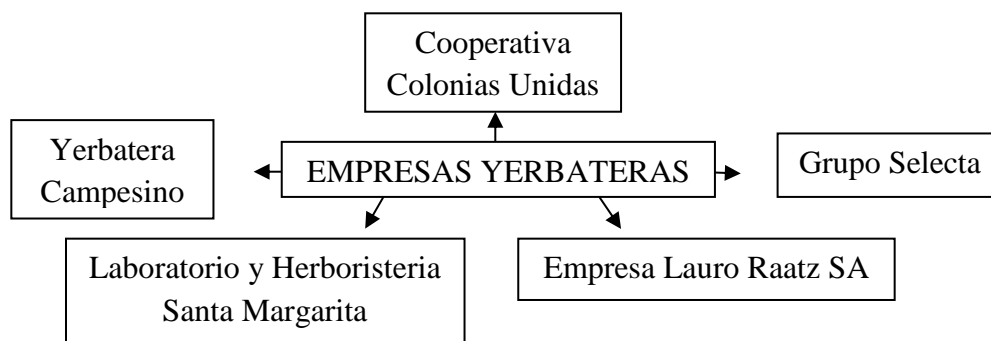 Cooperativa
Colonias Unidas
Yerbatera
Campesino
EMPRESAS YERBATERAS
Grupo Selecta
Laboratorio y Herboristeria
Santa Margarita
Empresa Lauro Raatz SA